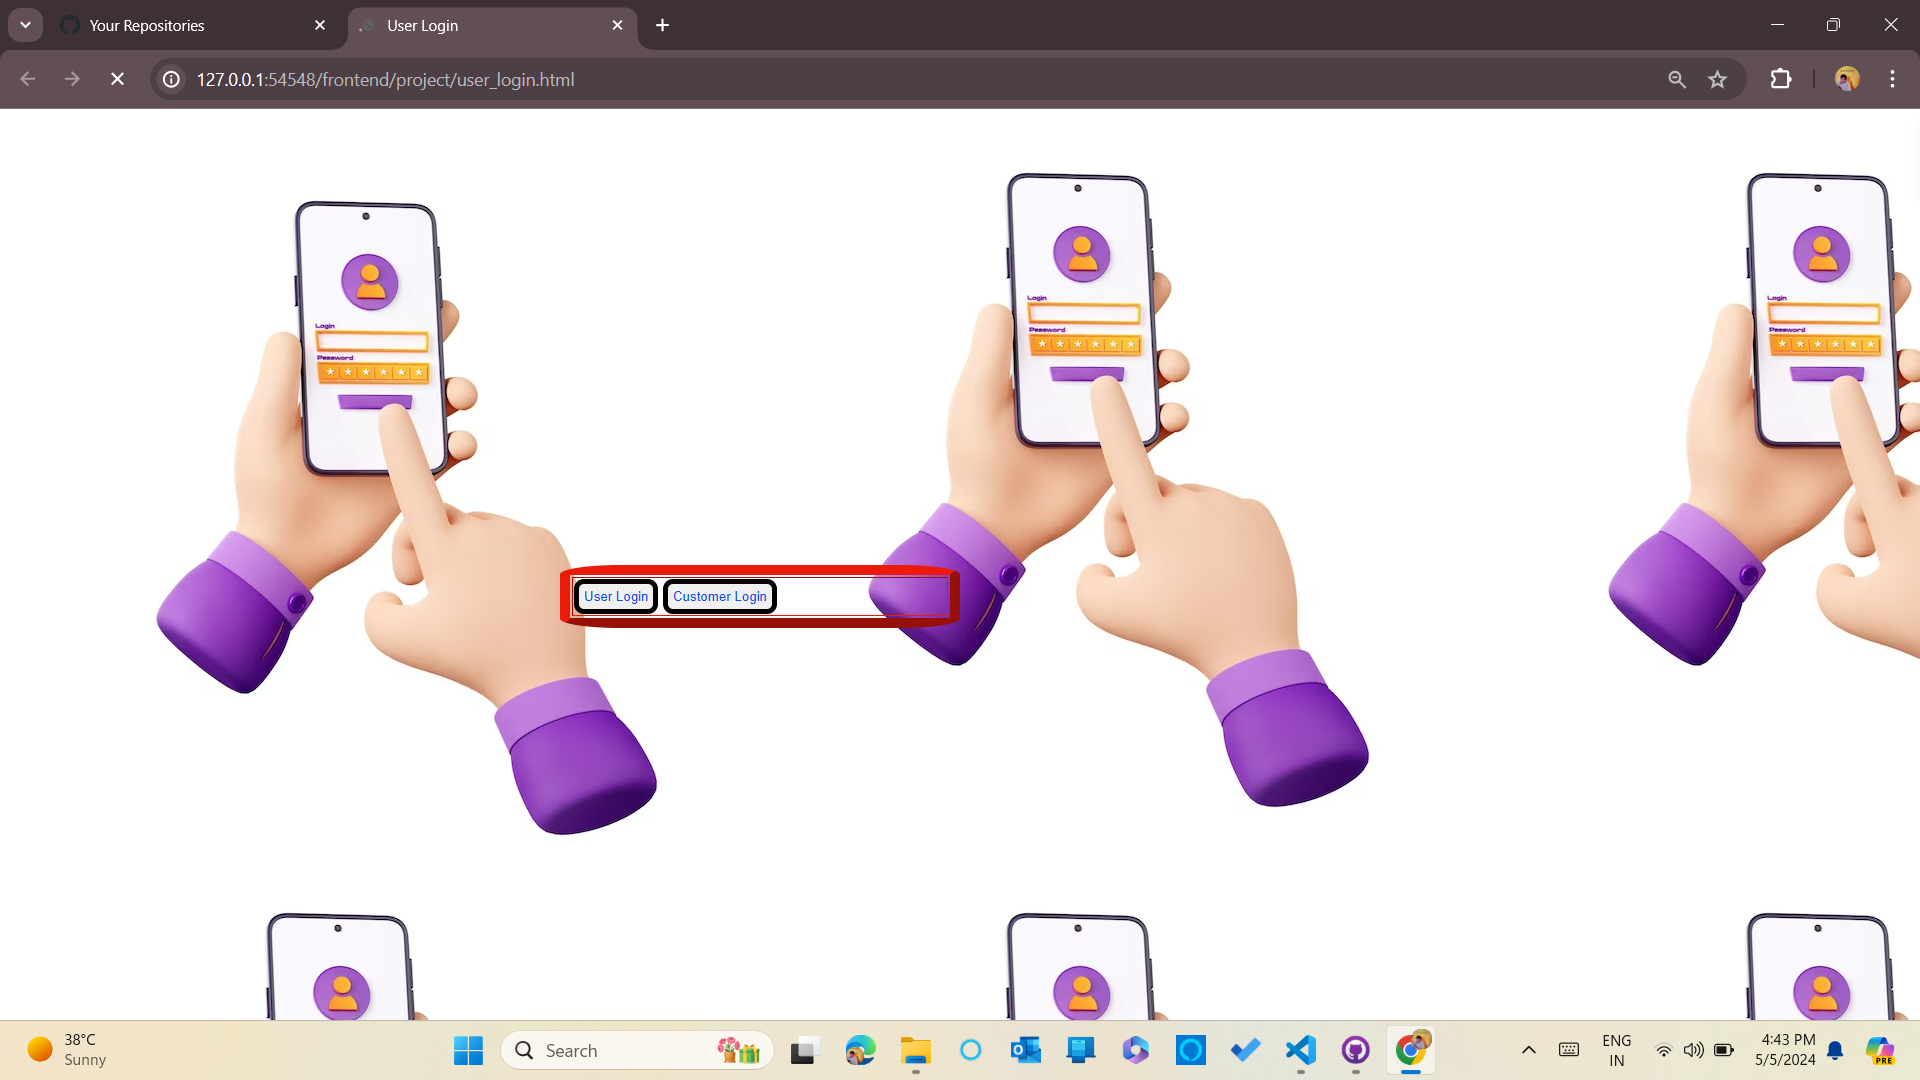 Your Repositories
User Login
127.0.0.1:54548/frontend/project/user_login.html
Login
Password
Login
Password
Login
Password
User Login Customer Login
38°C
Sunny
Search
ENG
IN
4:43 PM
5/5/2024
PRE